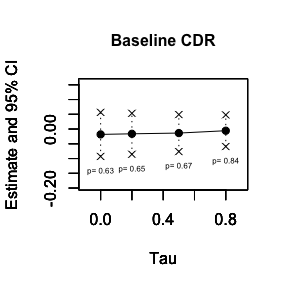 Baseline CDR
Estimate and 95% CI
0.00
-0.20
p= 0.63
p= 0.65
p= 0.67
p= 0.84
0.0
0.4
0.8
Tau